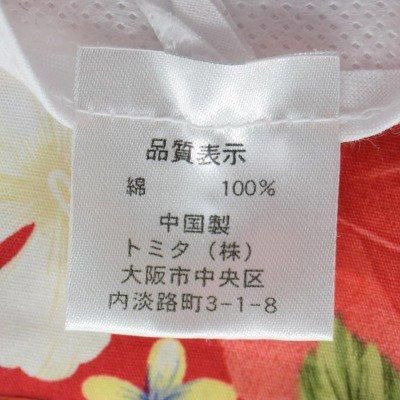 品質表示
綿 100%
中国製
トミタ(株)
大阪市中央区
内淡路町3-1-8